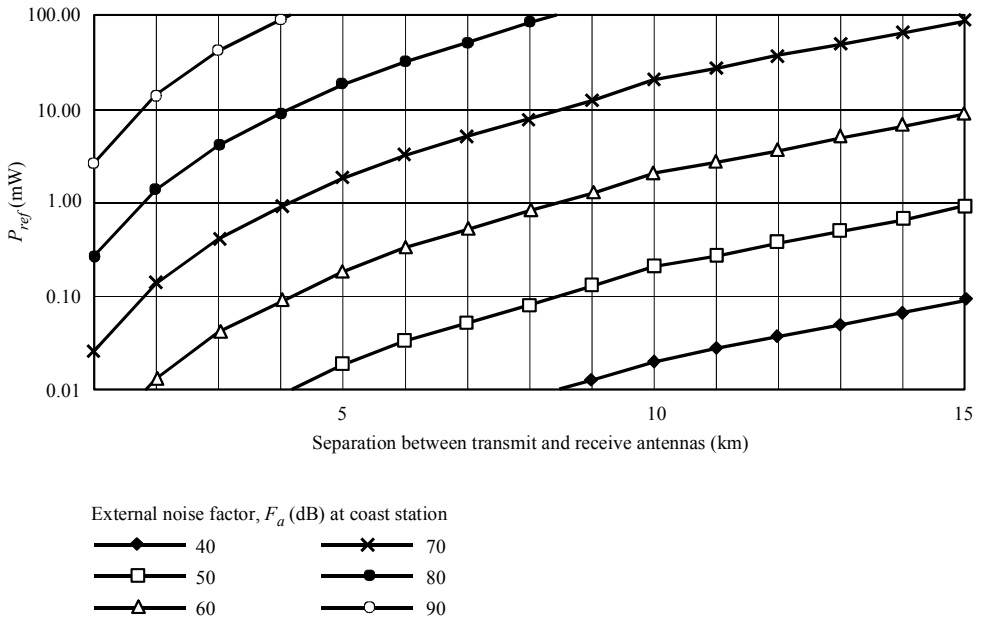 100.00
10.00
1.00
0.10
0.01
P_ref (mW)
5 10 15
Separation between transmit and receive antennas (km)
External noise factor, F_a (dB) at coast station
40 70
50 80
60 90